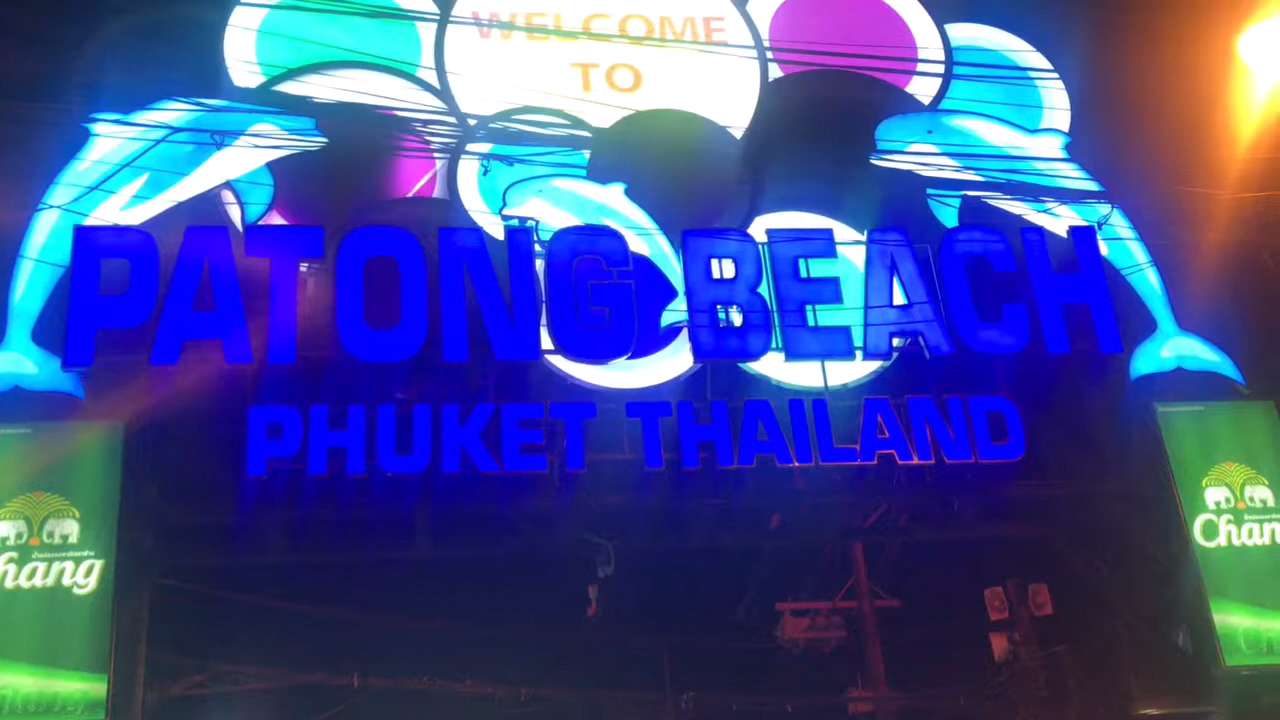 WELCOME
TO
PATONG BEACH
PHUKET THAILAND
Chang
Chang